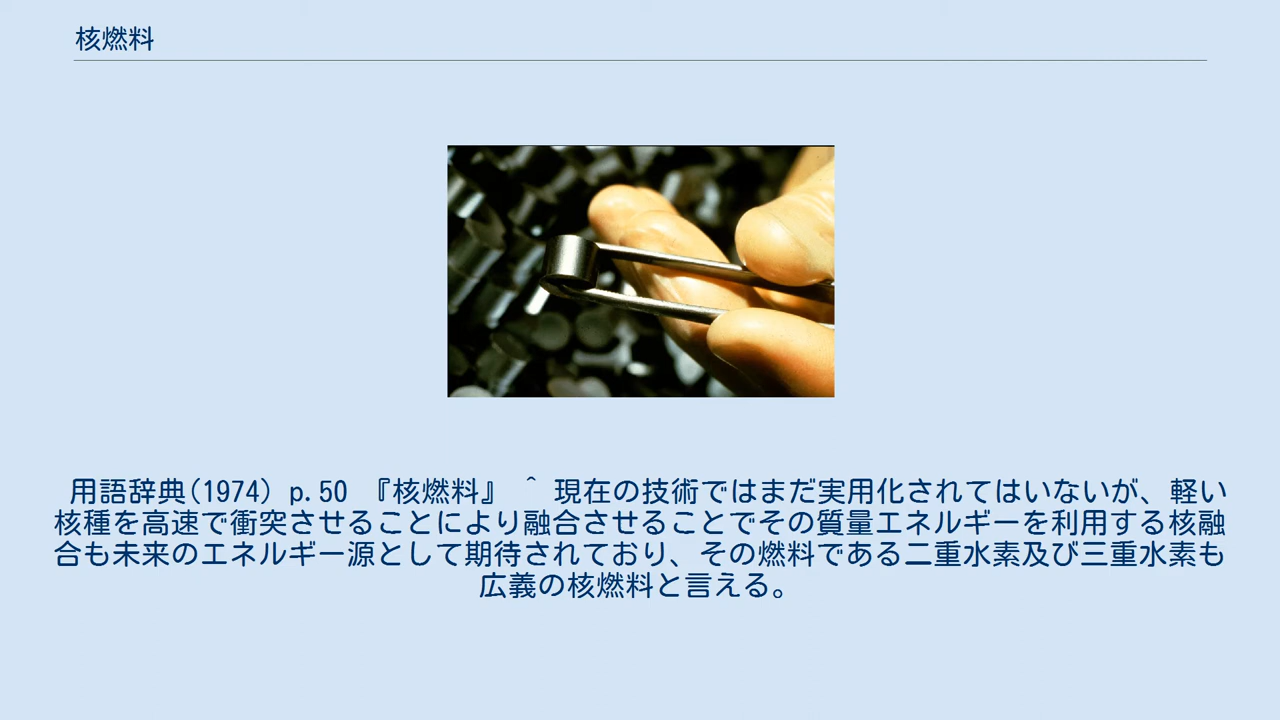 核燃料
用語辞典(1974) p.50 『核燃料』 ^ 現在の技術ではまだ実用化されてはいないが、軽い
核種を高速で衝突させることにより融合させることでその質量エネルギーを利用する核融
合も未来のエネルギー源として期待されており、その燃料である二重水素及び三重水素も
広義の核燃料と言える。